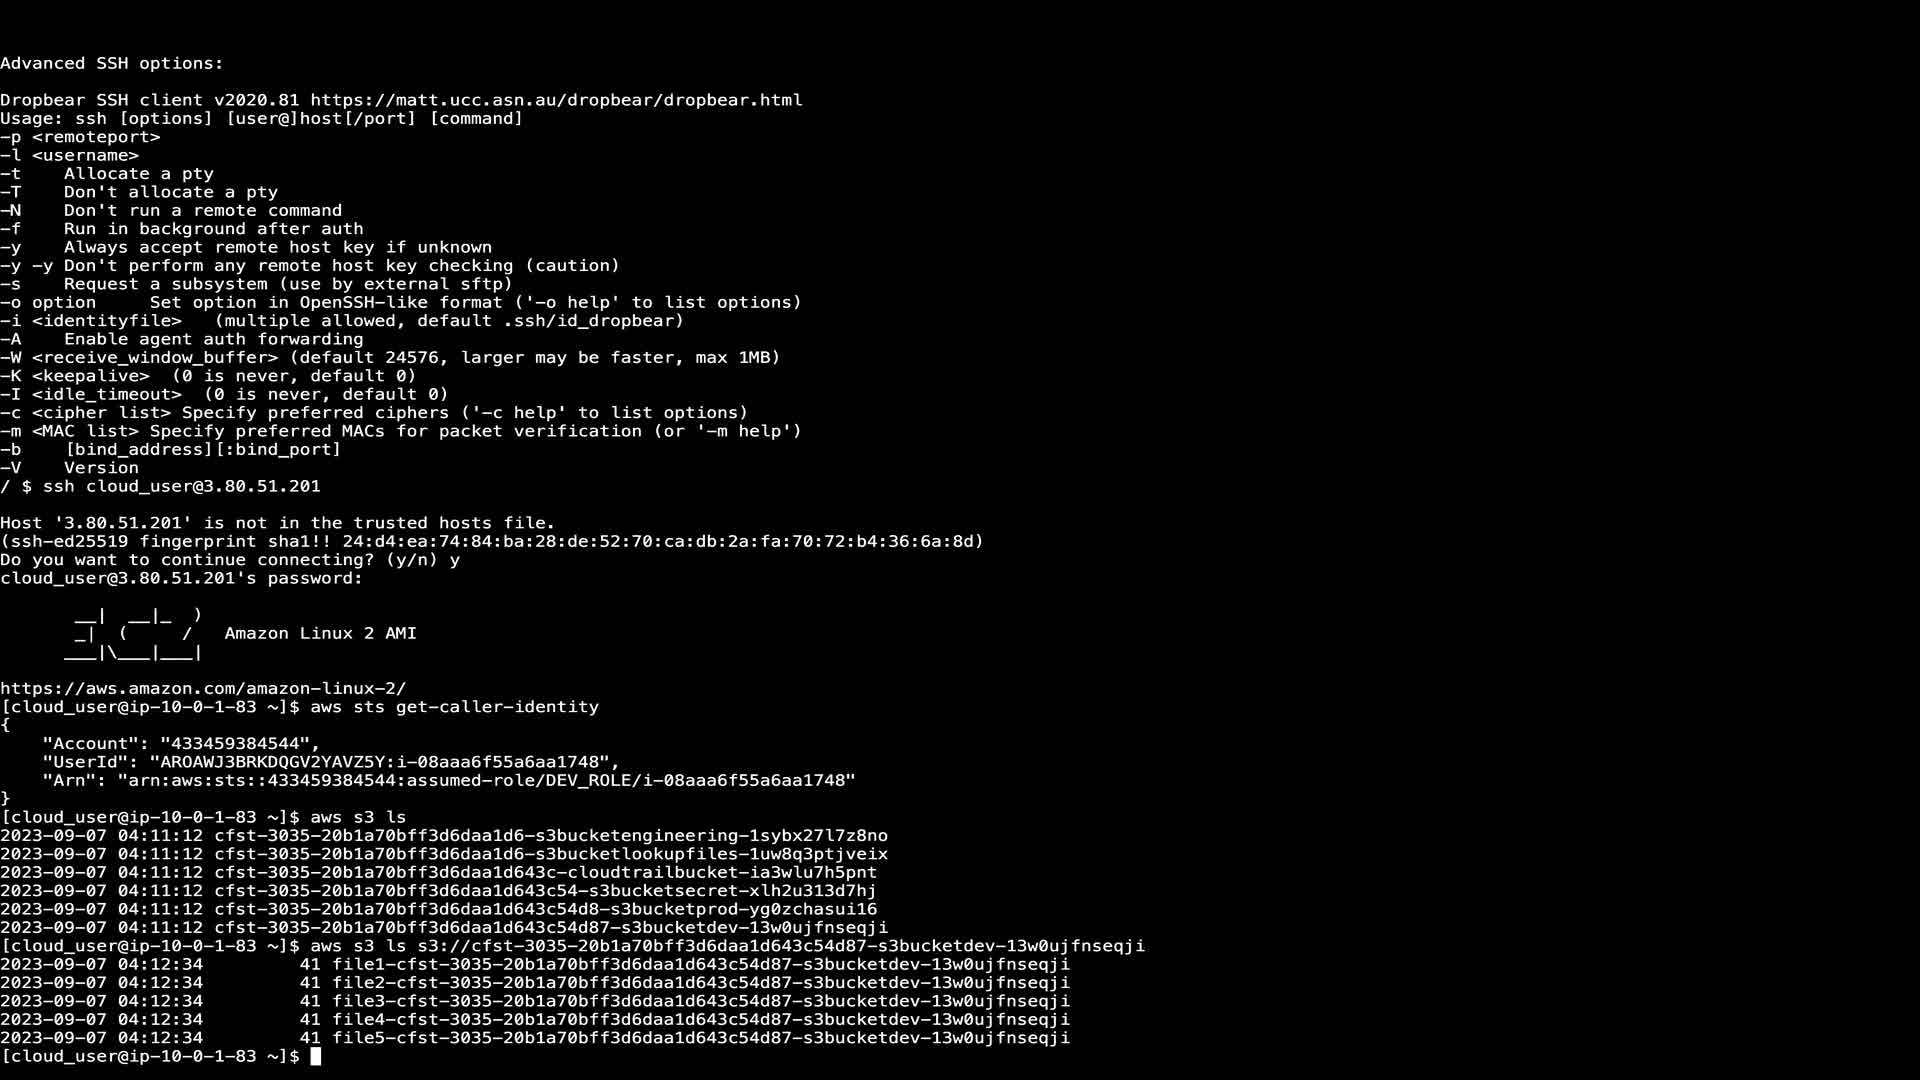 Advanced SSH options:
Dropbear SSH client v2020.81 https://matt.ucc.asn.au/dropbear/dropbear.html
Usage: ssh [options] [user@]host[/port] [command]
-p <remoteport>
-l <username>
-t    Allocate a pty
-T    Don't allocate a pty
-N    Don't run a remote command
-f    Run in background after auth
-y    Always accept remote host key if unknown
-y -y Don't perform any remote host key checking (caution)
-s    Request a subsystem (use by external sftp)
-o option     Set option in OpenSSH-like format ('-o help' to list options)
-i <identityfile>   (multiple allowed, default .ssh/id_dropbear)
-A    Enable agent auth forwarding
-W <receive_window_buffer> (default 24576, larger may be faster, max 1MB)
-K <keepalive>  (0 is never, default 0)
-I <idle_timeout>  (0 is never, default 0)
-c <cipher list> Specify preferred ciphers ('-c help' to list options)
-m <MAC list> Specify preferred MACs for packet verification (or '-m help')
-b    [bind_address][:bind_port]
-V    Version
/ $ ssh cloud_user@3.80.51.201
Host '3.80.51.201' is not in the trusted hosts file.
(ssh-ed25519 fingerprint sha1!! 24:d4:ea:74:84:ba:28:de:52:70:ca:db:2a:fa:70:72:b4:36:6a:8d)
Do you want to continue connecting? (y/n) y
cloud_user@3.80.51.201's password:
       __|  __|_  )
       _|  (     /   Amazon Linux 2 AMI
      ___|\___|___|
https://aws.amazon.com/amazon-linux-2/
[cloud_user@ip-10-0-1-83 ~]$ aws sts get-caller-identity
{
    "Account": "433459384544",
    "UserId": "AROAWJ3BRKDQGV2YAVZ5Y:i-08aaa6f55a6aa1748",
    "Arn": "arn:aws:sts::433459384544:assumed-role/DEV_ROLE/i-08aaa6f55a6aa1748"
}
[cloud_user@ip-10-0-1-83 ~]$ aws s3 ls
2023-09-07 04:11:12 cfst-3035-20b1a70bff3d6daa1d6-s3bucketengineering-1sybx27l7z8no
2023-09-07 04:11:12 cfst-3035-20b1a70bff3d6daa1d6-s3bucketlookupfiles-1uw8q3ptjveix
2023-09-07 04:11:12 cfst-3035-20b1a70bff3d6daa1d643c-cloudtrailbucket-ia3wlu7h5pnt
2023-09-07 04:11:12 cfst-3035-20b1a70bff3d6daa1d643c54-s3bucketsecret-xlh2u313d7hj
2023-09-07 04:11:12 cfst-3035-20b1a70bff3d6daa1d643c54d8-s3bucketprod-yg0zchasui16
2023-09-07 04:11:12 cfst-3035-20b1a70bff3d6daa1d643c54d87-s3bucketdev-13w0ujfnseqji
[cloud_user@ip-10-0-1-83 ~]$ aws s3 ls s3://cfst-3035-20b1a70bff3d6daa1d643c54d87-s3bucketdev-13w0ujfnseqji
2023-09-07 04:12:34         41 file1-cfst-3035-20b1a70bff3d6daa1d643c54d87-s3bucketdev-13w0ujfnseqji
2023-09-07 04:12:34         41 file2-cfst-3035-20b1a70bff3d6daa1d643c54d87-s3bucketdev-13w0ujfnseqji
2023-09-07 04:12:34         41 file3-cfst-3035-20b1a70bff3d6daa1d643c54d87-s3bucketdev-13w0ujfnseqji
2023-09-07 04:12:34         41 file4-cfst-3035-20b1a70bff3d6daa1d643c54d87-s3bucketdev-13w0ujfnseqji
2023-09-07 04:12:34         41 file5-cfst-3035-20b1a70bff3d6daa1d643c54d87-s3bucketdev-13w0ujfnseqji
[cloud_user@ip-10-0-1-83 ~]$